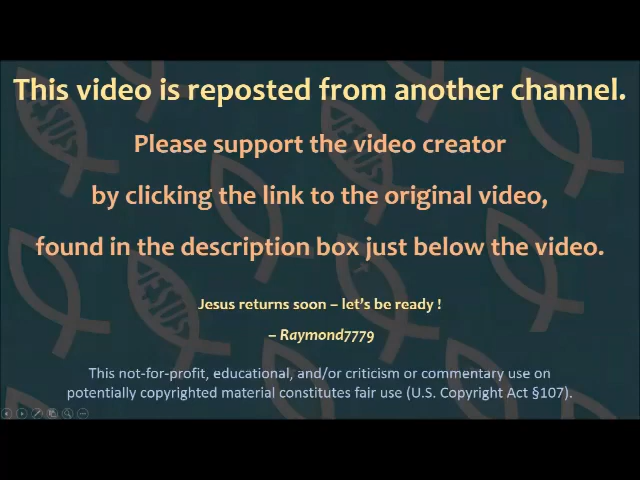 This video is reposted from another channel.
Please support the video creator
by clicking the link to the original video,
found in the description box just below the video.
Jesus returns soon – let's be ready !
– Raymond7779
This not-for-profit, educational, and/or criticism or commentary use on
potentially copyrighted material constitutes fair use (U.S. Copyright Act §107).
JESUS
JESUS
JESUS